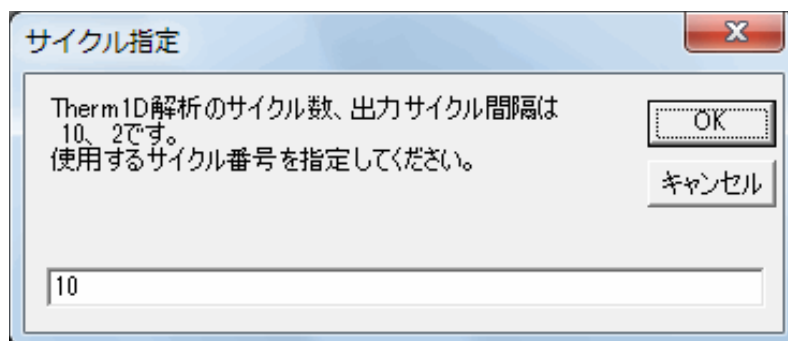 サイクル指定
Therm1D解析のサイクル数、出力サイクル間隔は
10、2です。
使用するサイクル番号を指定してください。
OK
キャンセル
10